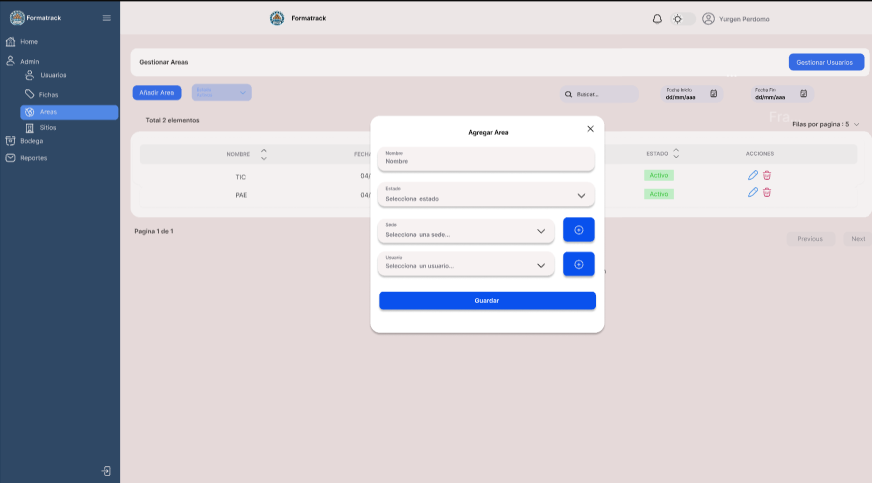 Formatrack
Formatrack
Yurgen Perdomo
Home
Admin
Usuarios
Fichas
Areas
Sitios
Bodega
Reportes
Gestionar Areas
Gestionar Usuarios
Añadir Area
Estado
Buscar...
Fecha Inicio
dd/mm/aaa
Fecha Fin
dd/mm/aaa
Fra
Total 2 elementos
Filas por pagina : 5
NOMBRE
FECH
ESTADO
ACCIONES
TIC
04/
Activo
PAE
04/
Activo
Pagina 1 de 1
Previous
Next
Agregar Area
Nombre
Nombre
Estado
Selecciona estado
Sede
Selecciona una sede...
Usuario
Selecciona un usuario...
Guardar